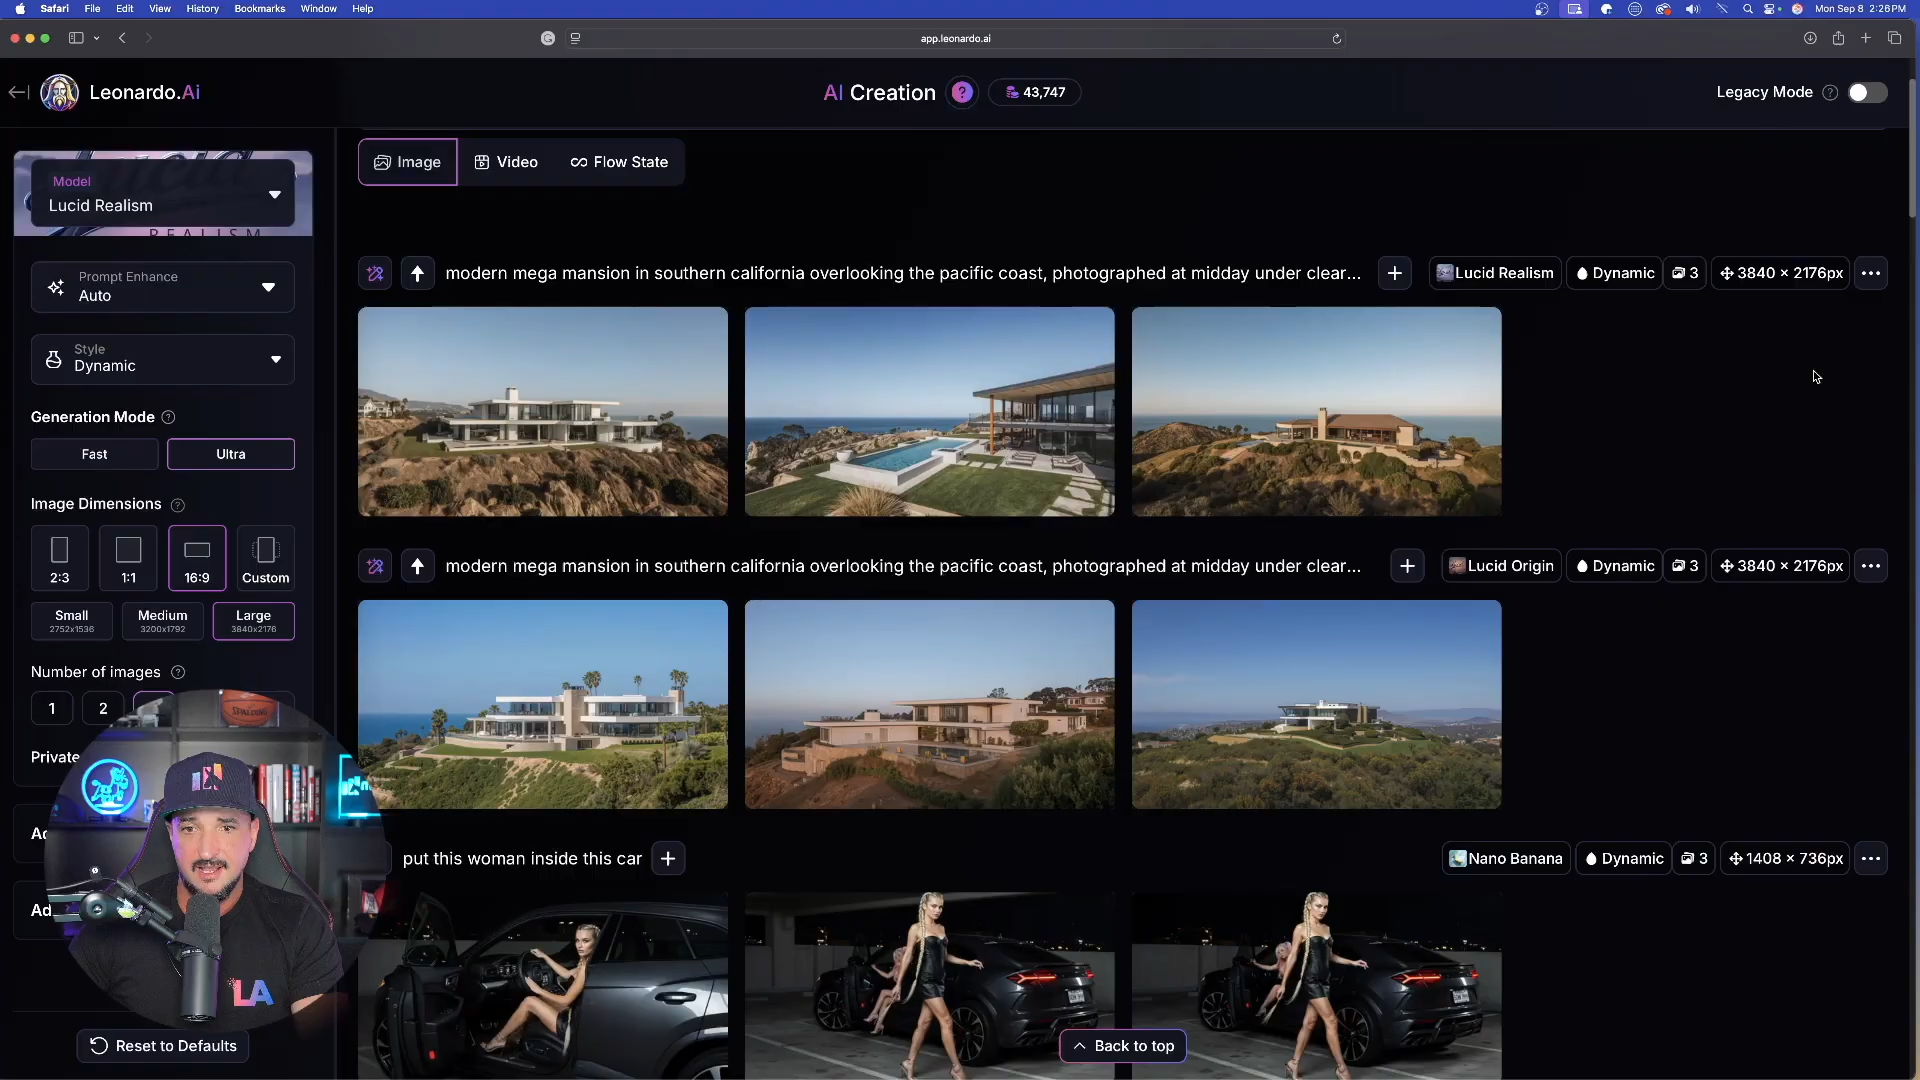 Safari File Edit View History Bookmarks Window Help Mon Sep 8 2:26 PM
app.leonardo.ai
Leonardo.Ai
AI Creation ? 43,747
Legacy Mode ?
Image Video Flow State
Model
Lucid Realism
REALISM
Prompt Enhance
Auto
Style
Dynamic
Generation Mode ?
Fast Ultra
Image Dimensions ?
2:3 1:1 16:9 Custom
Small Medium Large
2752x1536 3200x1792 3840x2176
Number of images ?
1 2
Private
Ad
Ad
Reset to Defaults
modern mega mansion in southern california overlooking the pacific coast, photographed at midday under clear... + Lucid Realism Dynamic 3 3840 × 2176px ...
modern mega mansion in southern california overlooking the pacific coast, photographed at midday under clear... + Lucid Origin Dynamic 3 3840 × 2176px ...
put this woman inside this car + Nano Banana Dynamic 3 1408 × 736px ...
Back to top
SPALDING
LA